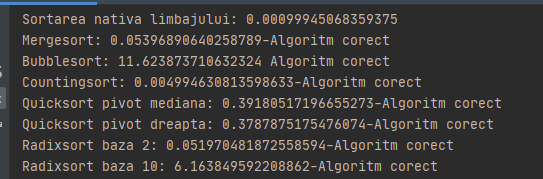 Sortarea nativa limbajului: 0.00099945068359375
Mergesort: 0.05396890640258789-Algoritm corect
Bubblesort: 11.623873710632324 Algoritm corect
Countingsort: 0.004994630813598633-Algoritm corect
Quicksort pivot mediana: 0.39180517196655273-Algoritm corect
Quicksort pivot dreapta: 0.3787875175476074-Algoritm corect
Radixsort baza 2: 0.051970481872558594-Algoritm corect
Radixsort baza 10: 6.163849592208862-Algoritm corect